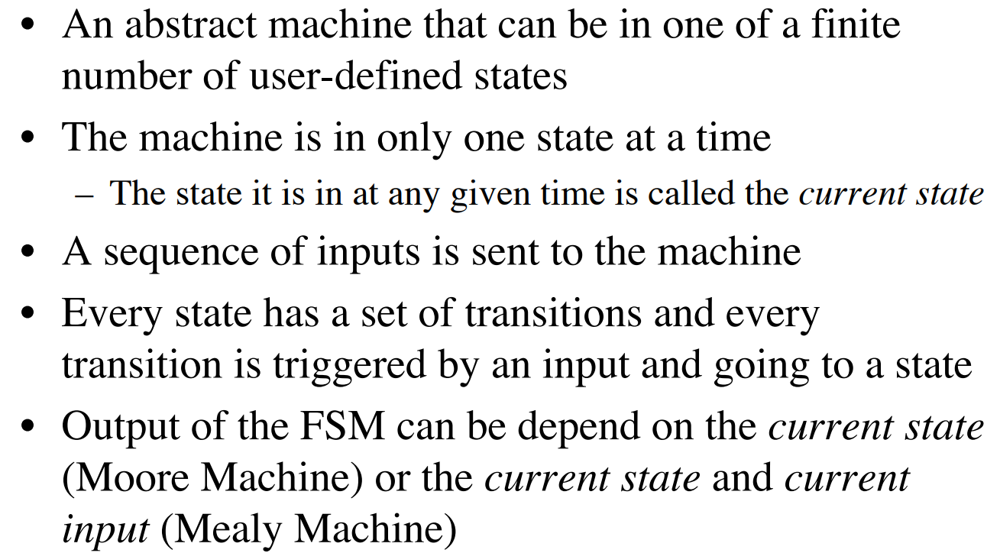 • An abstract machine that can be in one of a finite
number of user-defined states
• The machine is in only one state at a time
– The state it is in at any given time is called the current state
• A sequence of inputs is sent to the machine
• Every state has a set of transitions and every
transition is triggered by an input and going to a state
• Output of the FSM can be depend on the current state
(Moore Machine) or the current state and current
input (Mealy Machine)